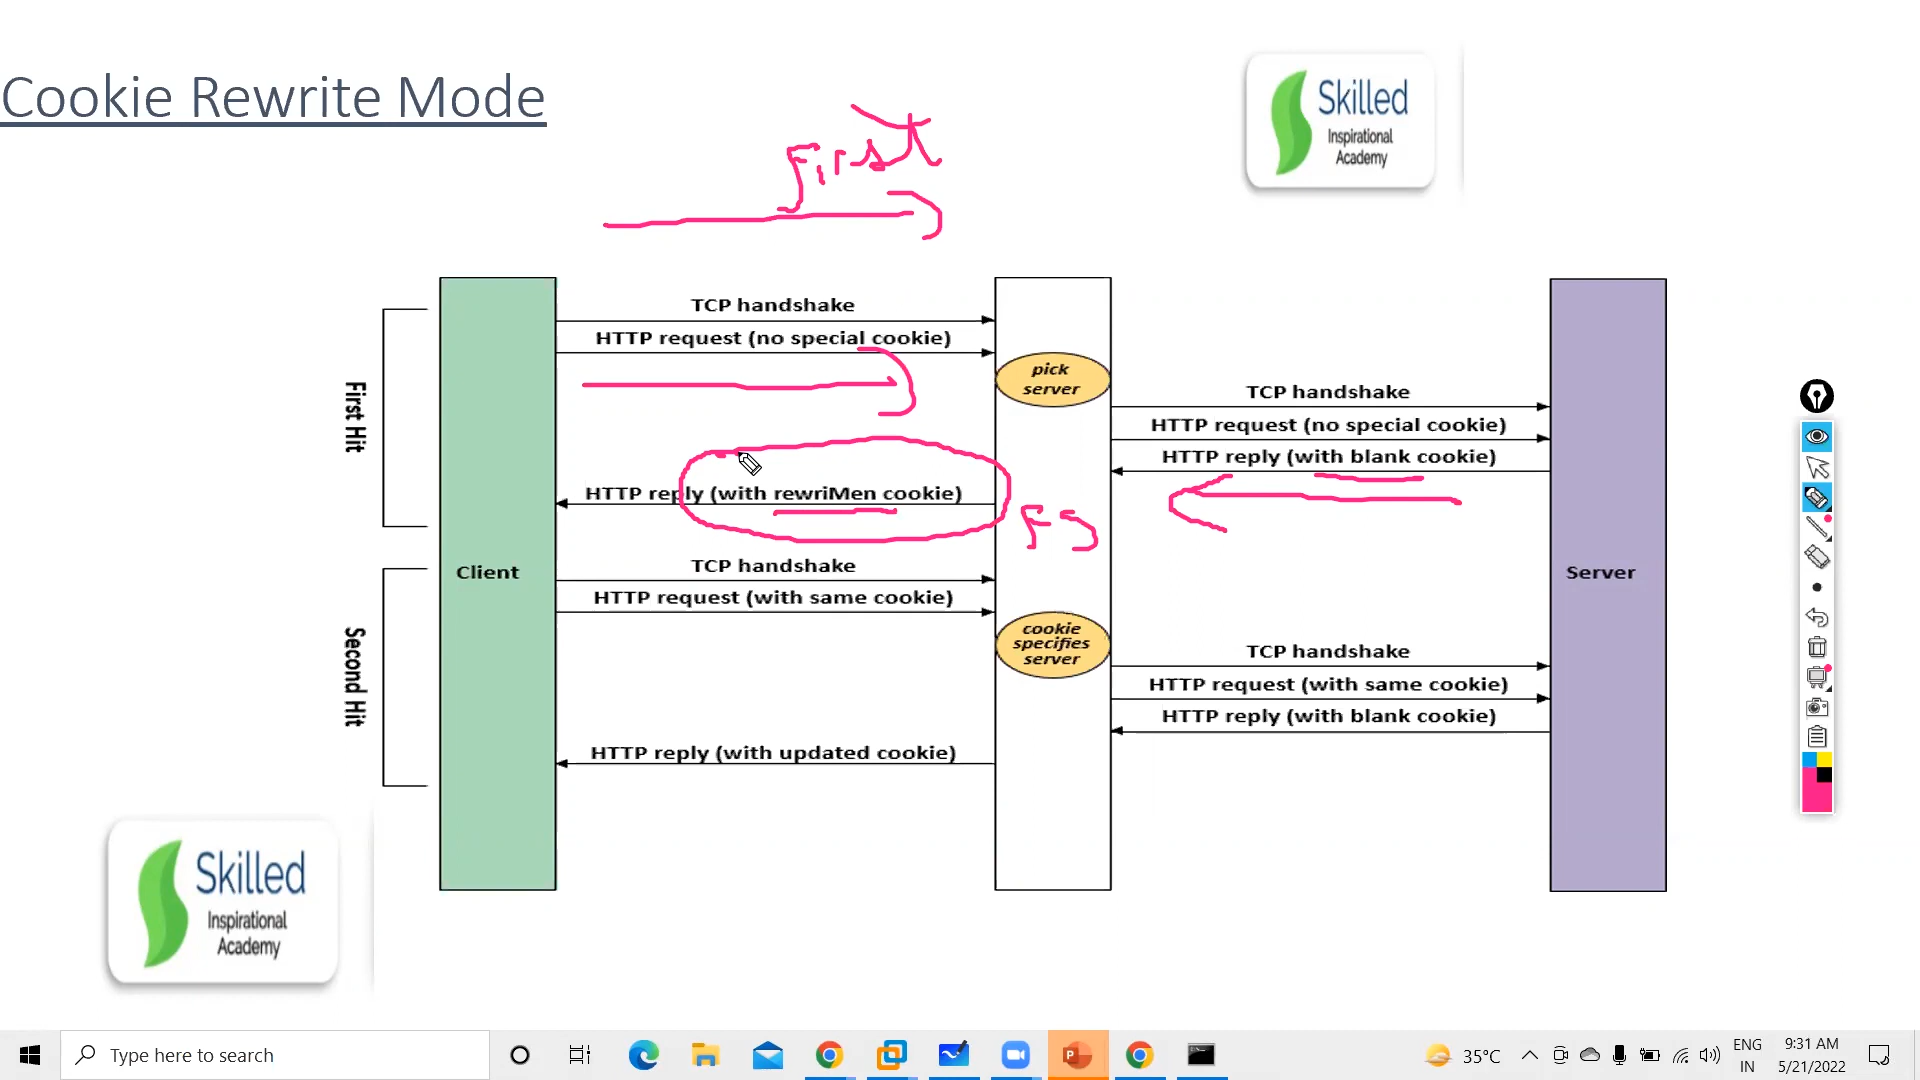 Cookie Rewrite Mode
First
Skilled
Inspirational
Academy
TCP handshake
HTTP request (no special cookie)
pick
server
TCP handshake
HTTP request (no special cookie)
HTTP reply (with blank cookie)
HTTP reply (with rewriMen cookie)
F5
First Hit
TCP handshake
HTTP request (with same cookie)
Client
Server
cookie
specifies
server
TCP handshake
HTTP request (with same cookie)
HTTP reply (with blank cookie)
HTTP reply (with updated cookie)
Second Hit
Skilled
Inspirational
Academy
Type here to search
35°C
ENG
IN
9:31 AM
5/21/2022